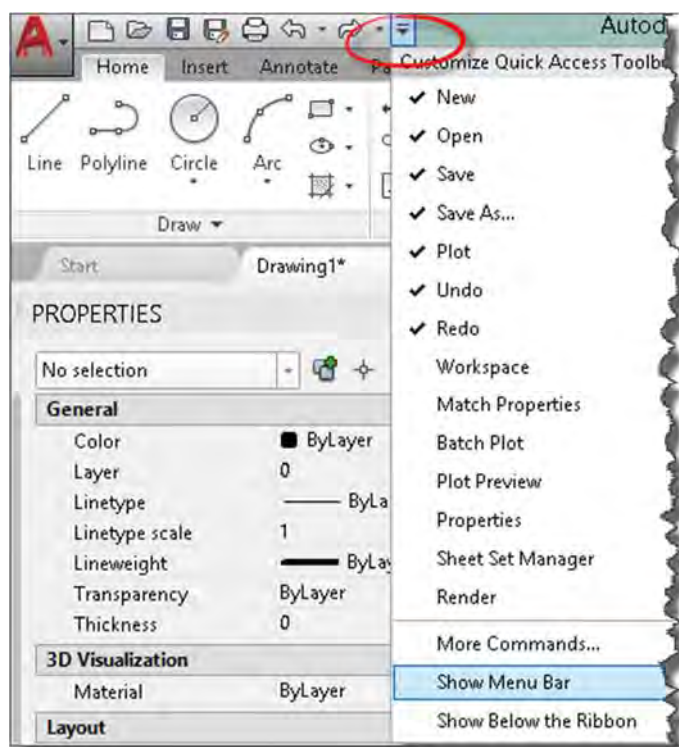 A
Autod
Home Insert Annotate Pa
Customize Quick Access Toolb
New
Open
Save
Save As...
Plot
Undo
Redo
Workspace
Match Properties
Batch Plot
Plot Preview
Properties
Sheet Set Manager
Render
More Commands...
Show Menu Bar
Show Below the Ribbon
Line Polyline Circle Arc
Draw
Start Drawing1*
PROPERTIES
No selection
General
Color ByLayer
Layer 0
Linetype ByLa
Linetype scale 1
Lineweight ByLay
Transparency ByLayer
Thickness 0
3D Visualization
Material ByLayer
Layout